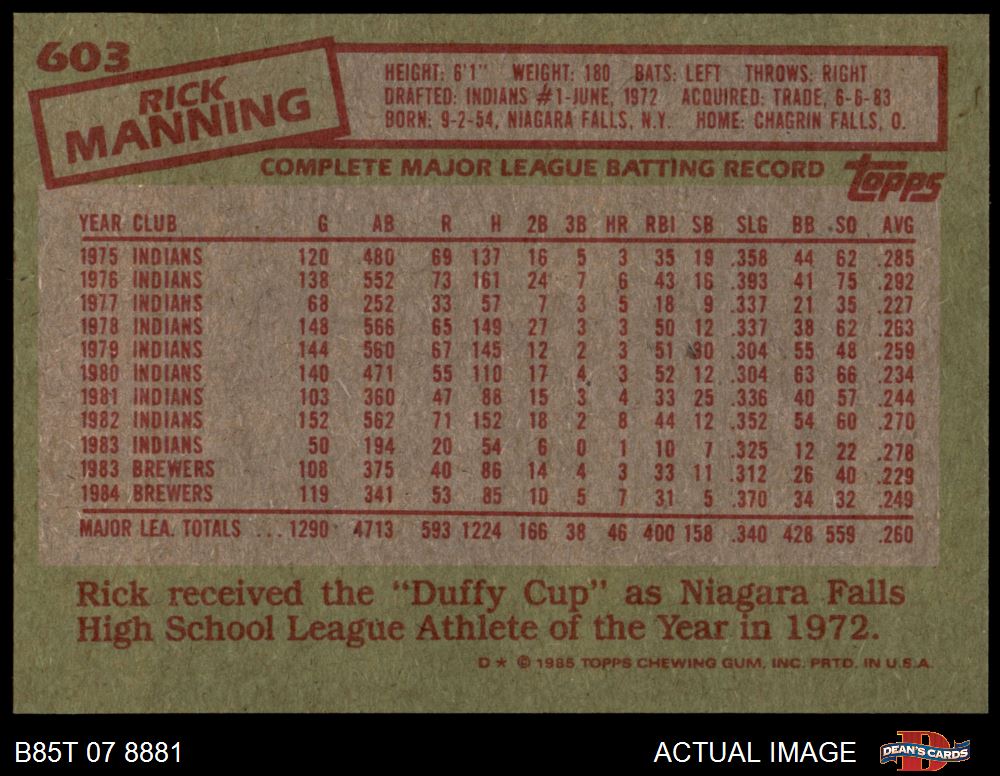 603
RICK
MANNING
HEIGHT: 6'1" WEIGHT: 180 BATS: LEFT THROWS: RIGHT
DRAFTED: INDIANS #1-JUNE, 1972 ACQUIRED: TRADE, 6-6-83
BORN: 9-2-54, NIAGARA FALLS, N.Y. HOME: CHAGRIN FALLS, O.
COMPLETE MAJOR LEAGUE BATTING RECORD
Topps
YEAR CLUB G AB R H 2B 3B HR RBI SB SLG BB SO AVG
1975 INDIANS 120 480 69 137 16 5 3 35 19 .358 44 62 .285
1976 INDIANS 138 552 73 161 24 7 6 43 16 .393 41 75 .292
1977 INDIANS 68 252 33 57 7 3 5 18 9 .337 21 35 .227
1978 INDIANS 148 566 65 149 27 3 3 50 12 .337 38 62 .263
1979 INDIANS 144 560 67 145 12 2 3 51 30 .304 55 48 .259
1980 INDIANS 140 471 55 110 17 4 3 52 12 .304 63 66 .234
1981 INDIANS 103 360 47 88 15 3 4 33 25 .336 40 57 .244
1982 INDIANS 152 562 71 152 18 2 8 44 12 .352 54 60 .270
1983 INDIANS 50 194 20 54 6 0 1 10 7 .325 12 22 .278
1983 BREWERS 108 375 40 86 14 4 3 33 11 .312 26 40 .229
1984 BREWERS 119 341 53 85 10 5 7 31 5 .370 34 32 .249
MAJOR LEA. TOTALS ... 1290 4713 593 1224 166 38 46 400 158 .340 428 559 .260
Rick received the "Duffy Cup" as Niagara Falls
High School League Athlete of the Year in 1972.
D * © 1985 TOPPS CHEWING GUM, INC. PRTD. IN U.S.A.
B85T 07 8881
ACTUAL IMAGE
DEAN'S CARDS